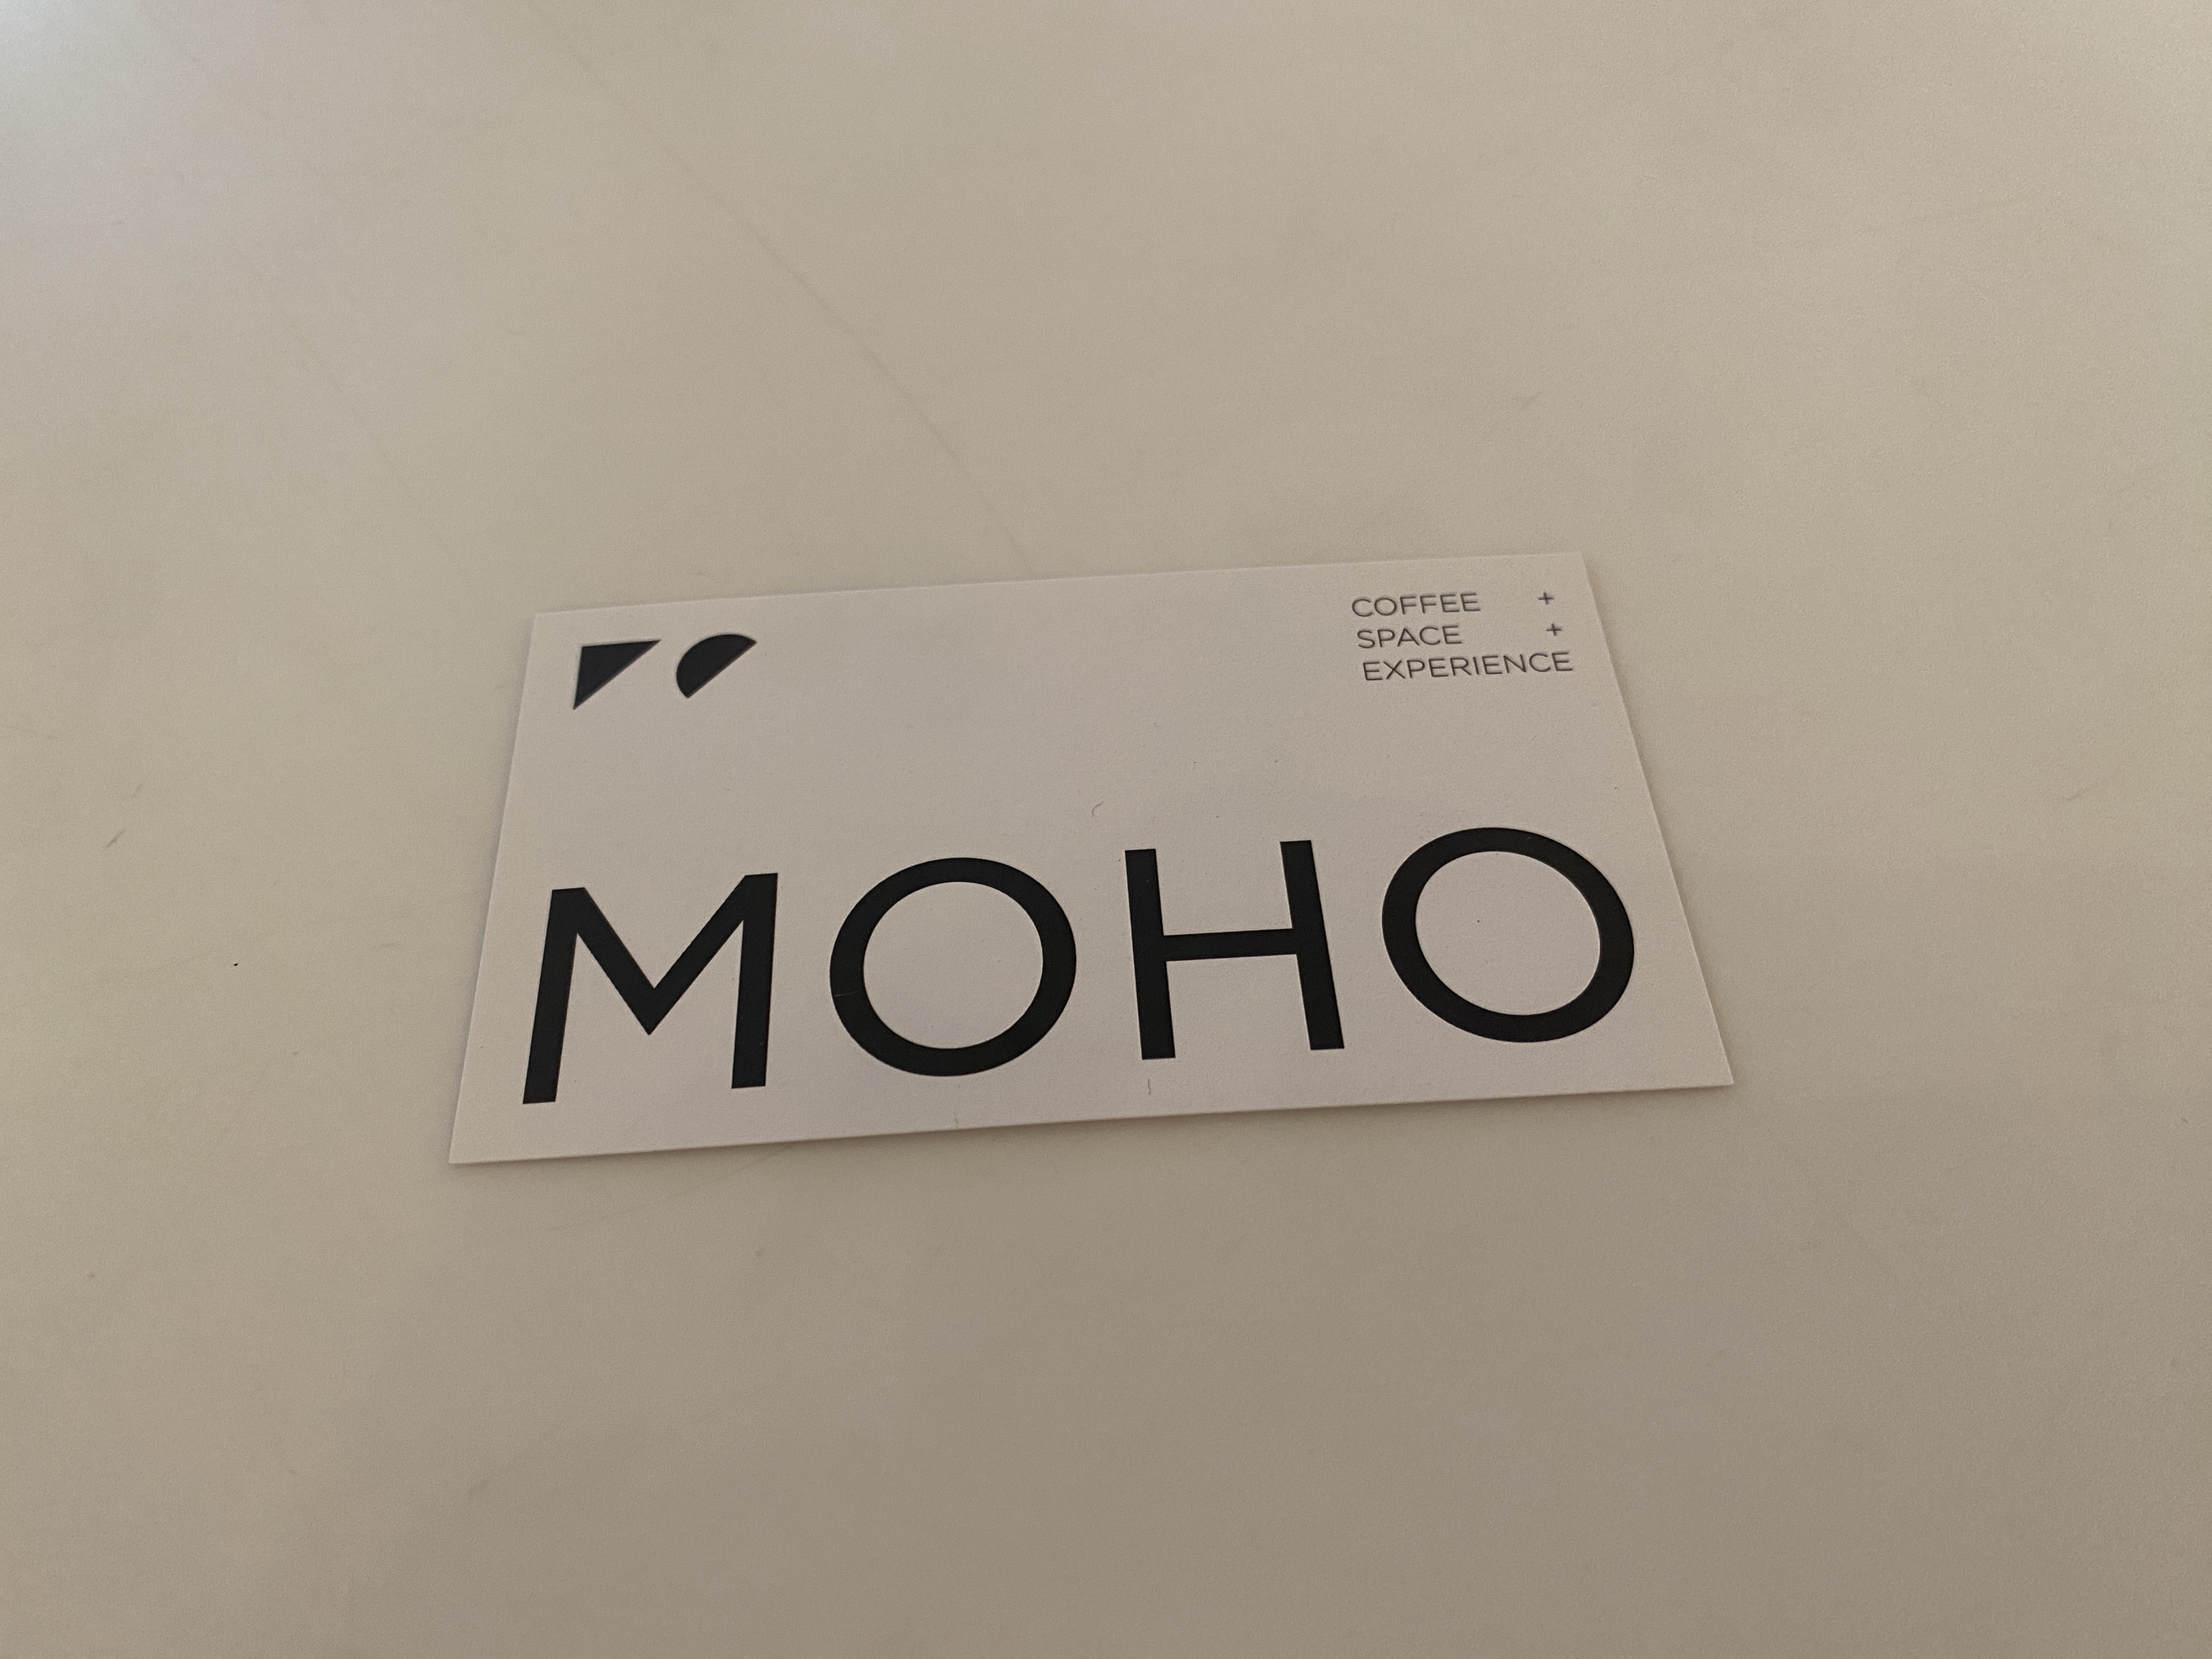 COFFEE +
SPACE +
EXPERIENCE
MOHO